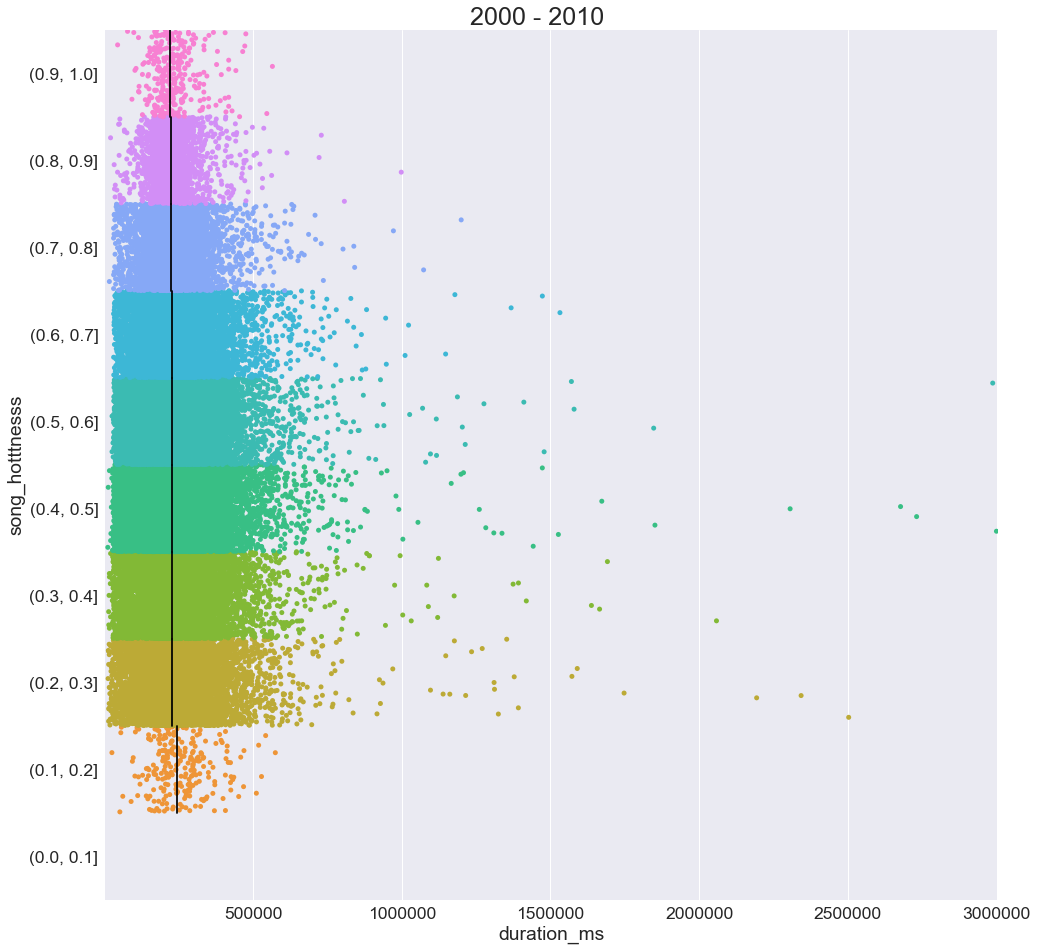 2000 - 2010
(0.9, 1.0]
(0.8, 0.9]
(0.7, 0.8]
(0.6, 0.7]
(0.5, 0.6]
(0.4, 0.5]
(0.3, 0.4]
(0.2, 0.3]
(0.1, 0.2]
(0.0, 0.1]
song_hotttnesss
500000 1000000 1500000 2000000 2500000 3000000
duration_ms